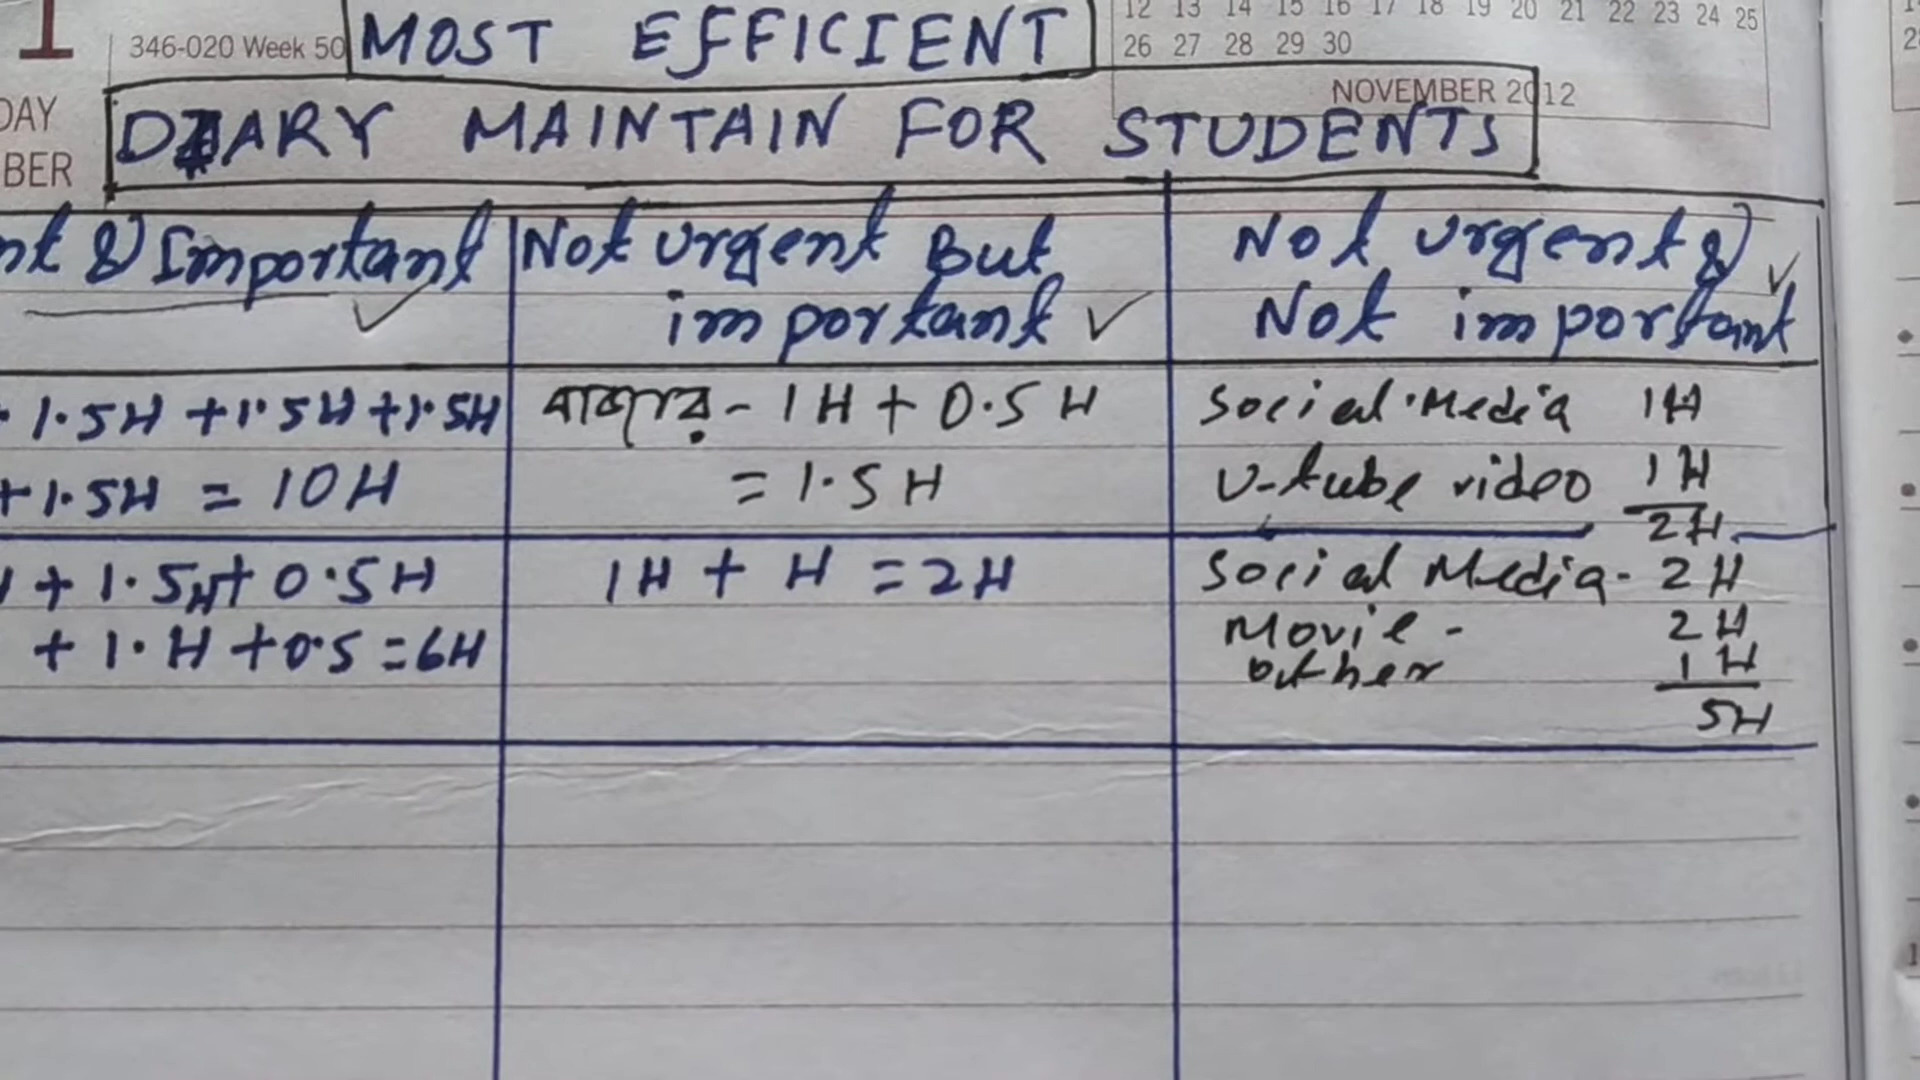 1
346-020 Week 50
MOST EFFICIENT
12 13 14 15 16 17 18 19 20 21 22 23 24 25
26 27 28 29 30
NOVEMBER 2012
DAY
BER
DIARY MAINTAIN FOR STUDENTS
nt & Important
Not urgent But
important
Not urgent &
Not important
1.5H + 1.5H + 1.5H
+1.5H = 10H
বাজার - 1H + 0.5H
= 1.5H
Social Media 1H
U-tube video 1H
2H
+ 1.5H + 0.5H
+ 1.H + 0.5 = 6H
1H + H = 2H
Social Media - 2H
Movie - 2H
other 1H
5H